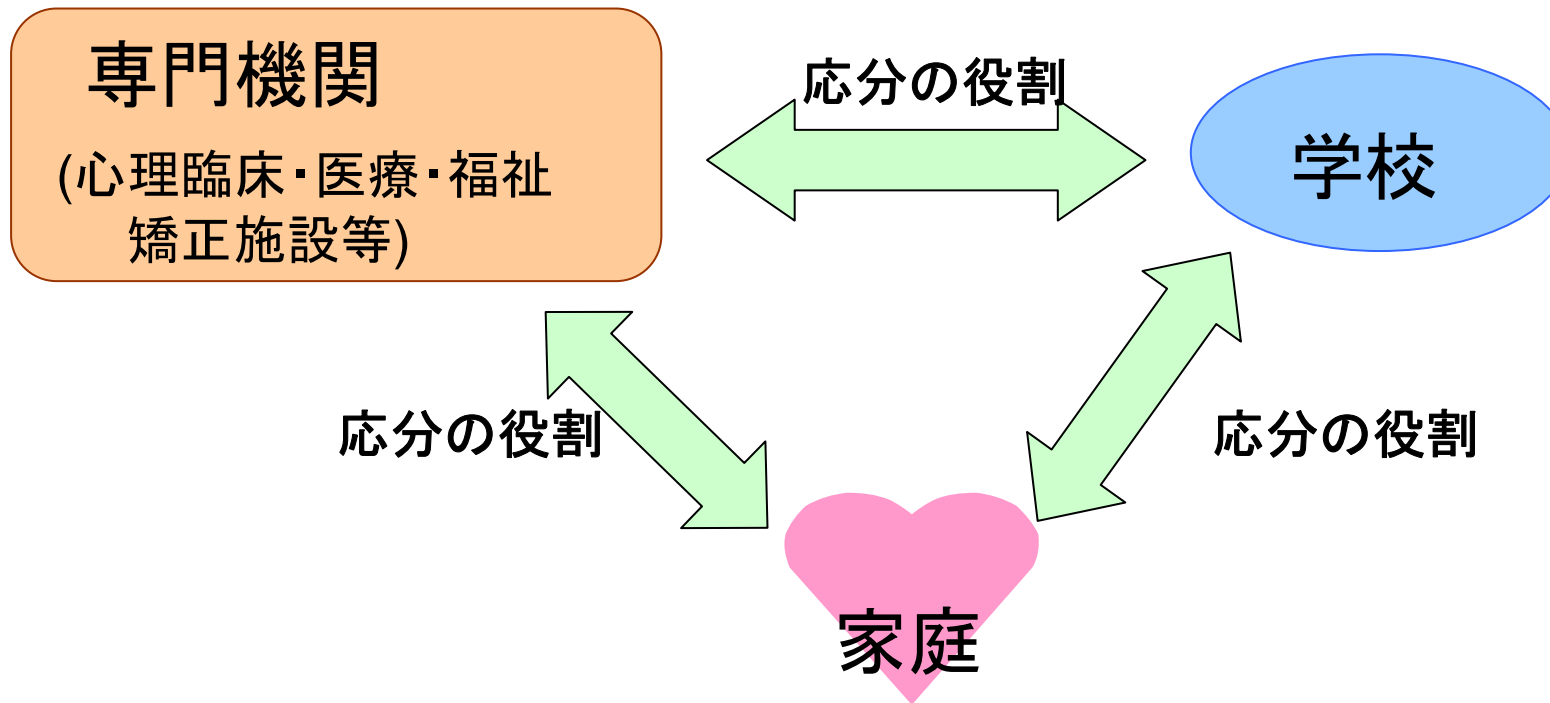 専門機関
(心理臨床・医療・福祉
矯正施設等)
応分の役割
学校
応分の役割
応分の役割
家庭